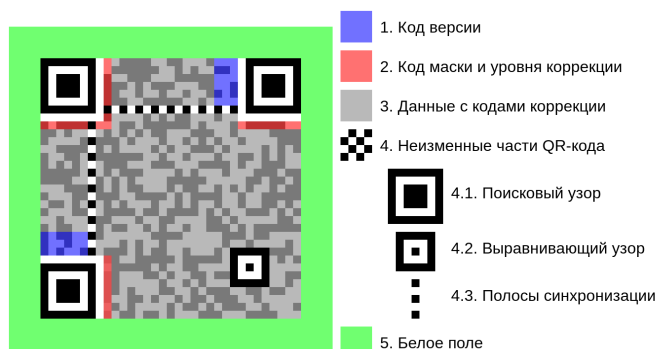 1. Код версии
2. Код маски и уровня коррекции
3. Данные с кодами коррекции
4. Неизменные части QR-кода
4.1. Поисковый узор
4.2. Выравнивающий узор
4.3. Полосы синхронизации
5. Белое поле